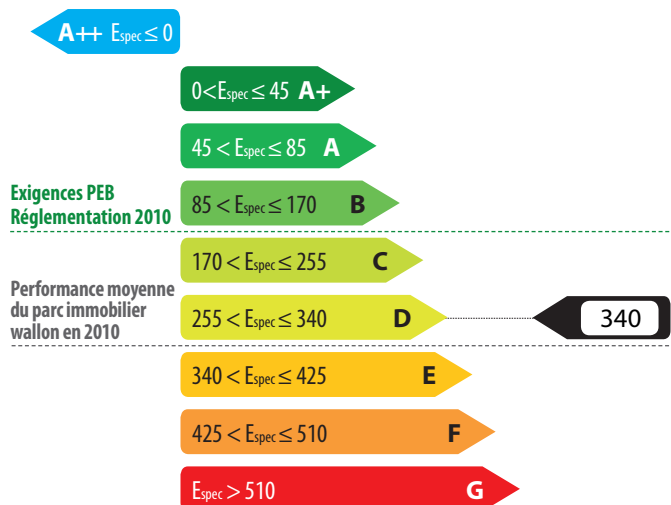 A++ Espec ≤ 0
0<Espec ≤ 45 A+
45 < Espec ≤ 85 A
Exigences PEB
Réglementation 2010
85 < Espec ≤ 170 B
170 < Espec ≤ 255 C
Performance moyenne
du parc immobilier
wallon en 2010
255 < Espec ≤ 340 D
340
340 < Espec ≤ 425 E
425 < Espec ≤ 510 F
Espec > 510 G